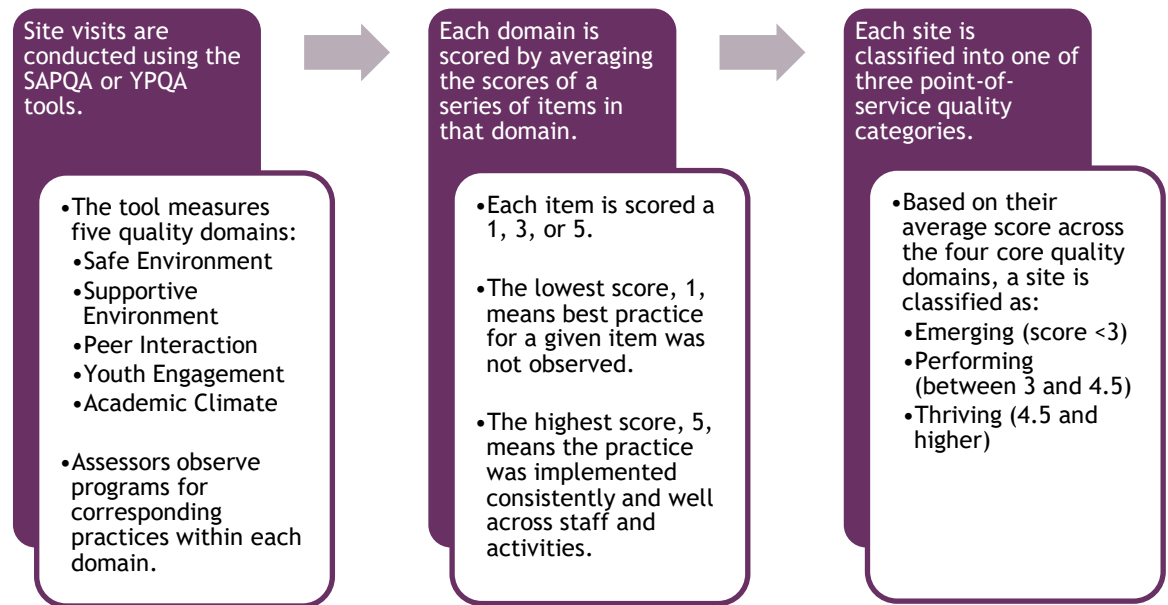 Site visits are
conducted using the
SAPQA or YPQA
tools.
•The tool measures
five quality domains:
•Safe Environment
•Supportive
Environment
•Peer Interaction
•Youth Engagement
•Academic Climate
•Assessors observe
programs for
corresponding
practices within each
domain.
Each domain is
scored by averaging
the scores of a
series of items in
that domain.
•Each item is scored a
1, 3, or 5.
•The lowest score, 1,
means best practice
for a given item was
not observed.
•The highest score, 5,
means the practice
was implemented
consistently and well
across staff and
activities.
Each site is
classified into one of
three point-of-
service quality
categories.
•Based on their
average score across
the four core quality
domains, a site is
classified as:
•Emerging (score <3)
•Performing
(between 3 and 4.5)
•Thriving (4.5 and
higher)